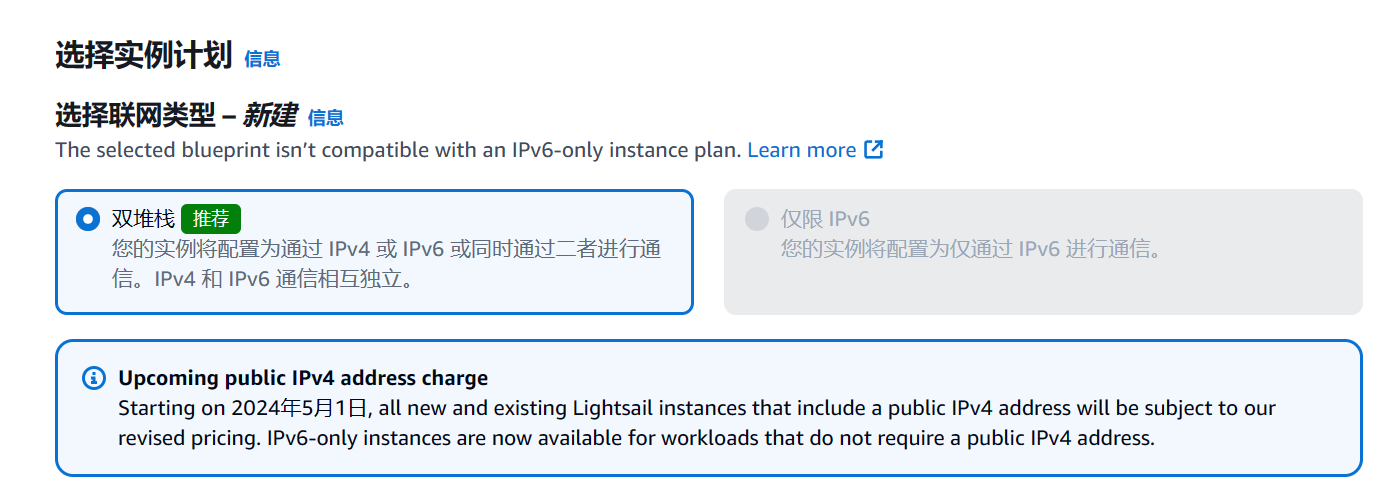 选择实例计划 信息
选择联网类型 – 新建 信息
The selected blueprint isn’t compatible with an IPv6-only instance plan. Learn more
双堆栈 推荐
您的实例将配置为通过 IPv4 或 IPv6 或同时通过二者进行通
信。IPv4 和 IPv6 通信相互独立。
仅限 IPv6
您的实例将配置为仅通过 IPv6 进行通信。
Upcoming public IPv4 address charge
Starting on 2024年5月1日, all new and existing Lightsail instances that include a public IPv4 address will be subject to our
revised pricing. IPv6-only instances are now available for workloads that do not require a public IPv4 address.